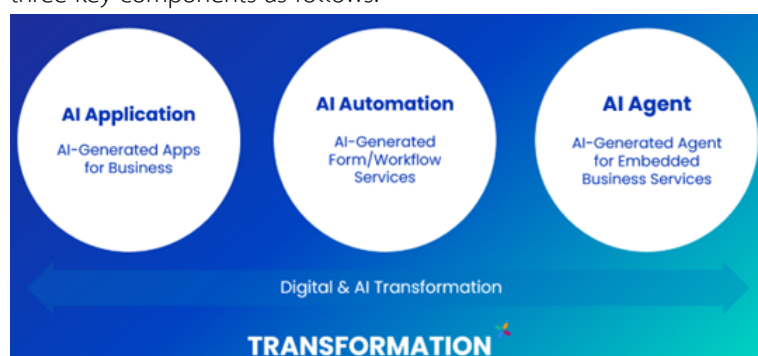 three key components as follows:
AI Application
AI-Generated Apps
for Business
AI Automation
AI-Generated
Form/Workflow
Services
AI Agent
AI-Generated Agent
for Embedded
Business Services
Digital & AI Transformation
TRANSFORMATION